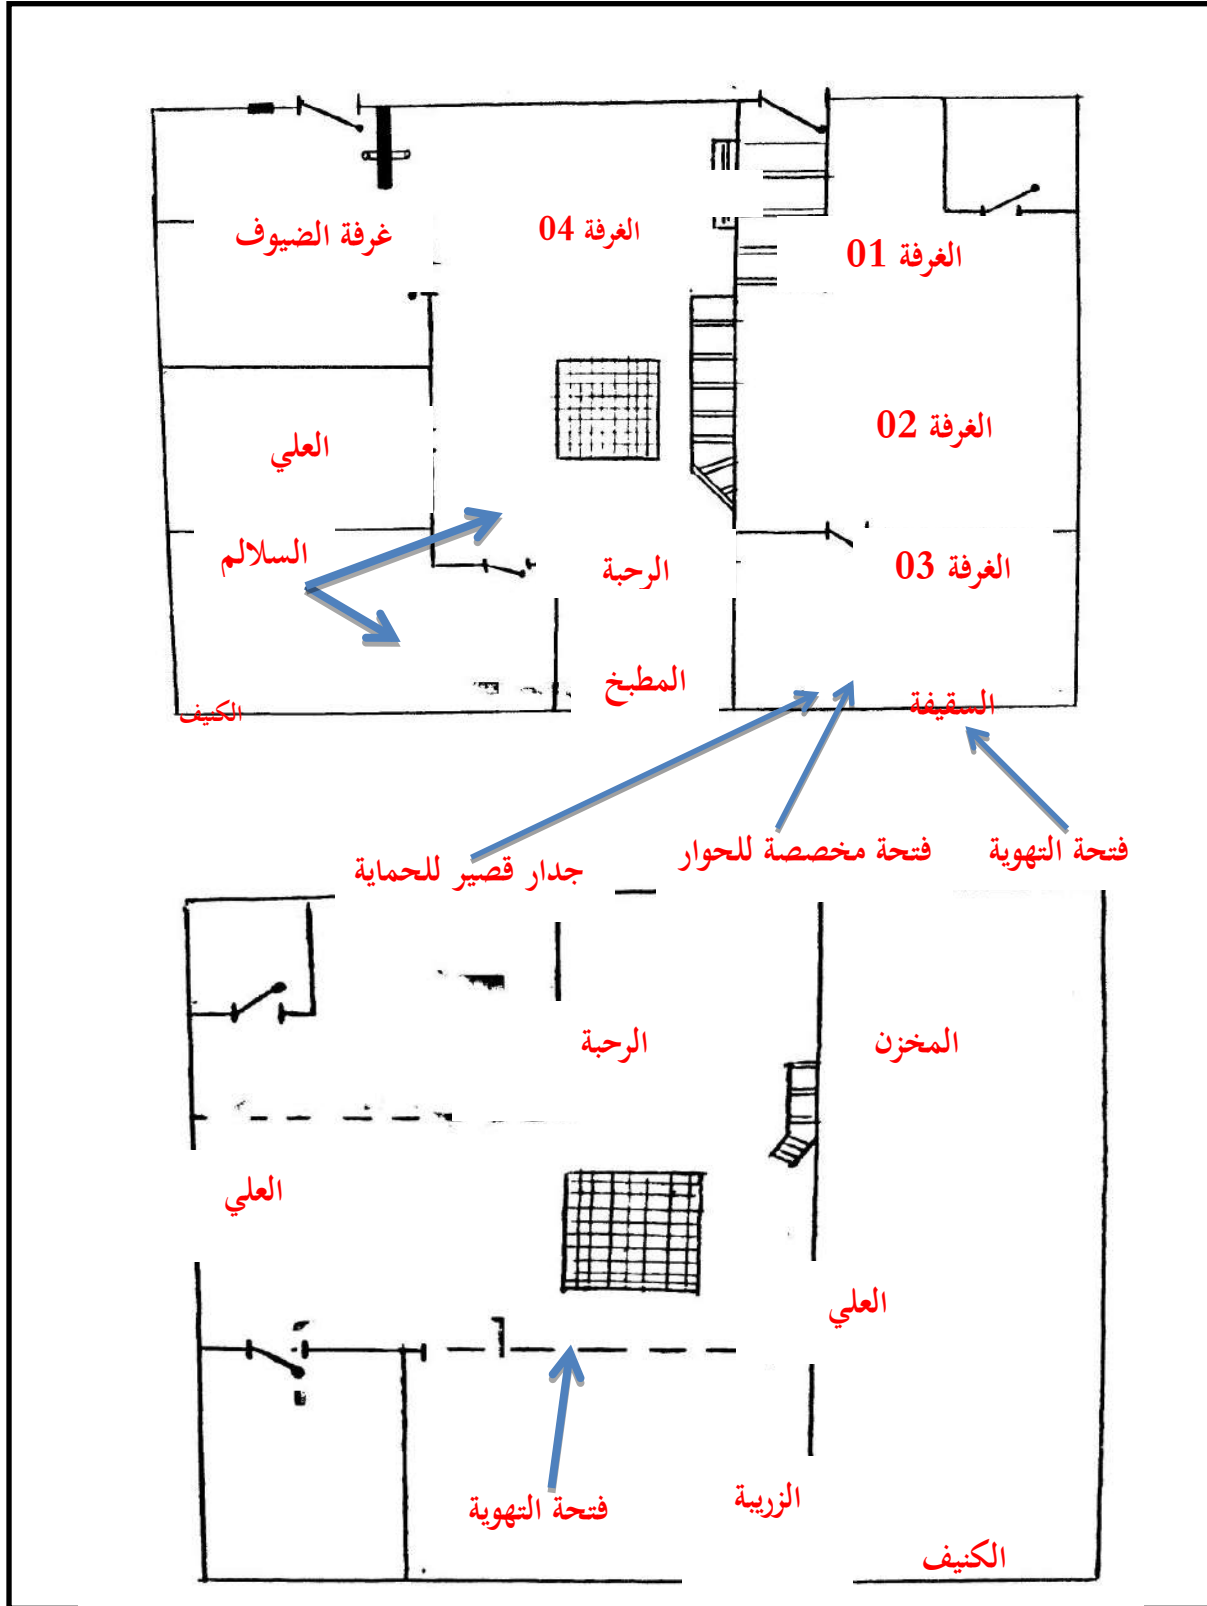 الغرفة 01
الغرفة 04
غرفة الضيوف
الغرفة 02
العلي
الغرفة 03
الرحبة
السلالم
السقيفة
المطبخ
الكنيف
فتحة التهوية
فتحة مخصصة للحوار
جدار قصير للحماية
المخزن
الرحبة
العلي
العلي
الزريبة
فتحة التهوية
الكنيف